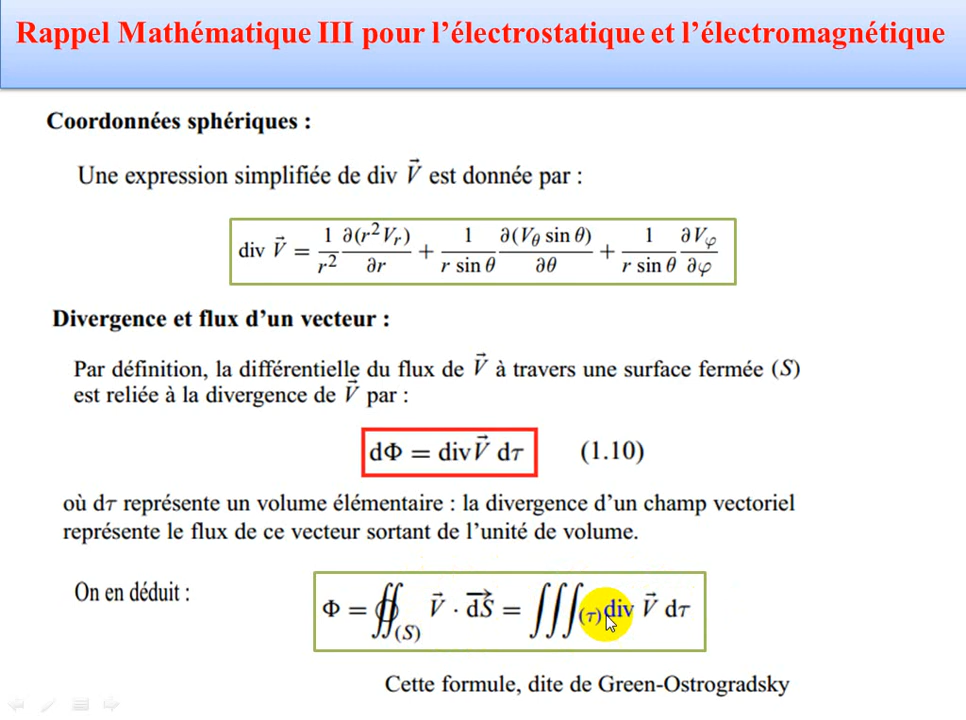 Rappel Mathématique III pour l’électrostatique et l’électromagnétique
Coordonnées sphériques :
Une expression simplifiée de div V⃗ est donnée par :
div V⃗ = 1/r² ∂(r²Vr)/∂r + 1/(r sin θ) ∂(Vθ sin θ)/∂θ + 1/(r sin θ) ∂Vφ/∂φ
Divergence et flux d’un vecteur :
Par définition, la différentielle du flux de V⃗ à travers une surface fermée (S)
est reliée à la divergence de V⃗ par :
dΦ = divV⃗ dτ (1.10)
où dτ représente un volume élémentaire : la divergence d’un champ vectoriel
représente le flux de ce vecteur sortant de l’unité de volume.
On en déduit :
Φ = ∯(S) V⃗ · dS⃗ = ∭(τ) div V⃗ dτ
Cette formule, dite de Green-Ostrogradsky